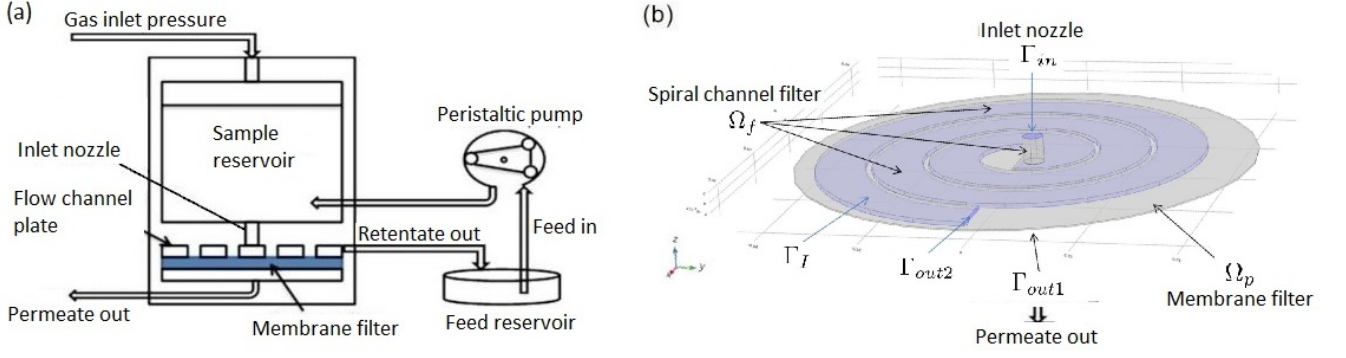 (a)
Gas inlet pressure
Sample
reservoir
Peristaltic pump
Inlet nozzle
Flow channel
plate
Retentate out
Feed in
Permeate out
Membrane filter
Feed reservoir
(b)
Inlet nozzle
Γin
Spiral channel filter
Ωf
ΓI
Γout2
Γout1
Ωp
Membrane filter
Permeate out
z
y